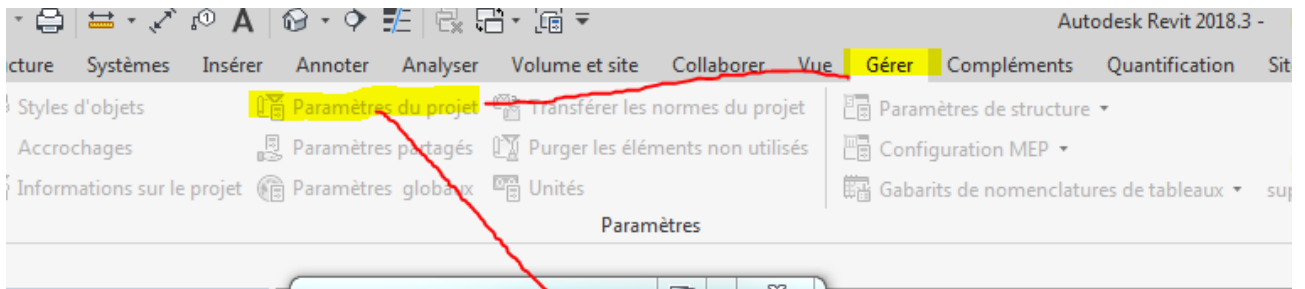 A Autodesk Revit 2018.3 -
cture Systèmes Insérer Annoter Analyser Volume et site Collaborer Vue Gérer Compléments Quantification Sit
Styles d'objets Paramètres du projet Transférer les normes du projet Paramètres de structure
Accrochages Paramètres partagés Purger les éléments non utilisés Configuration MEP
Informations sur le projet Paramètres globaux Unités Gabarits de nomenclatures de tableaux sup
Paramètres